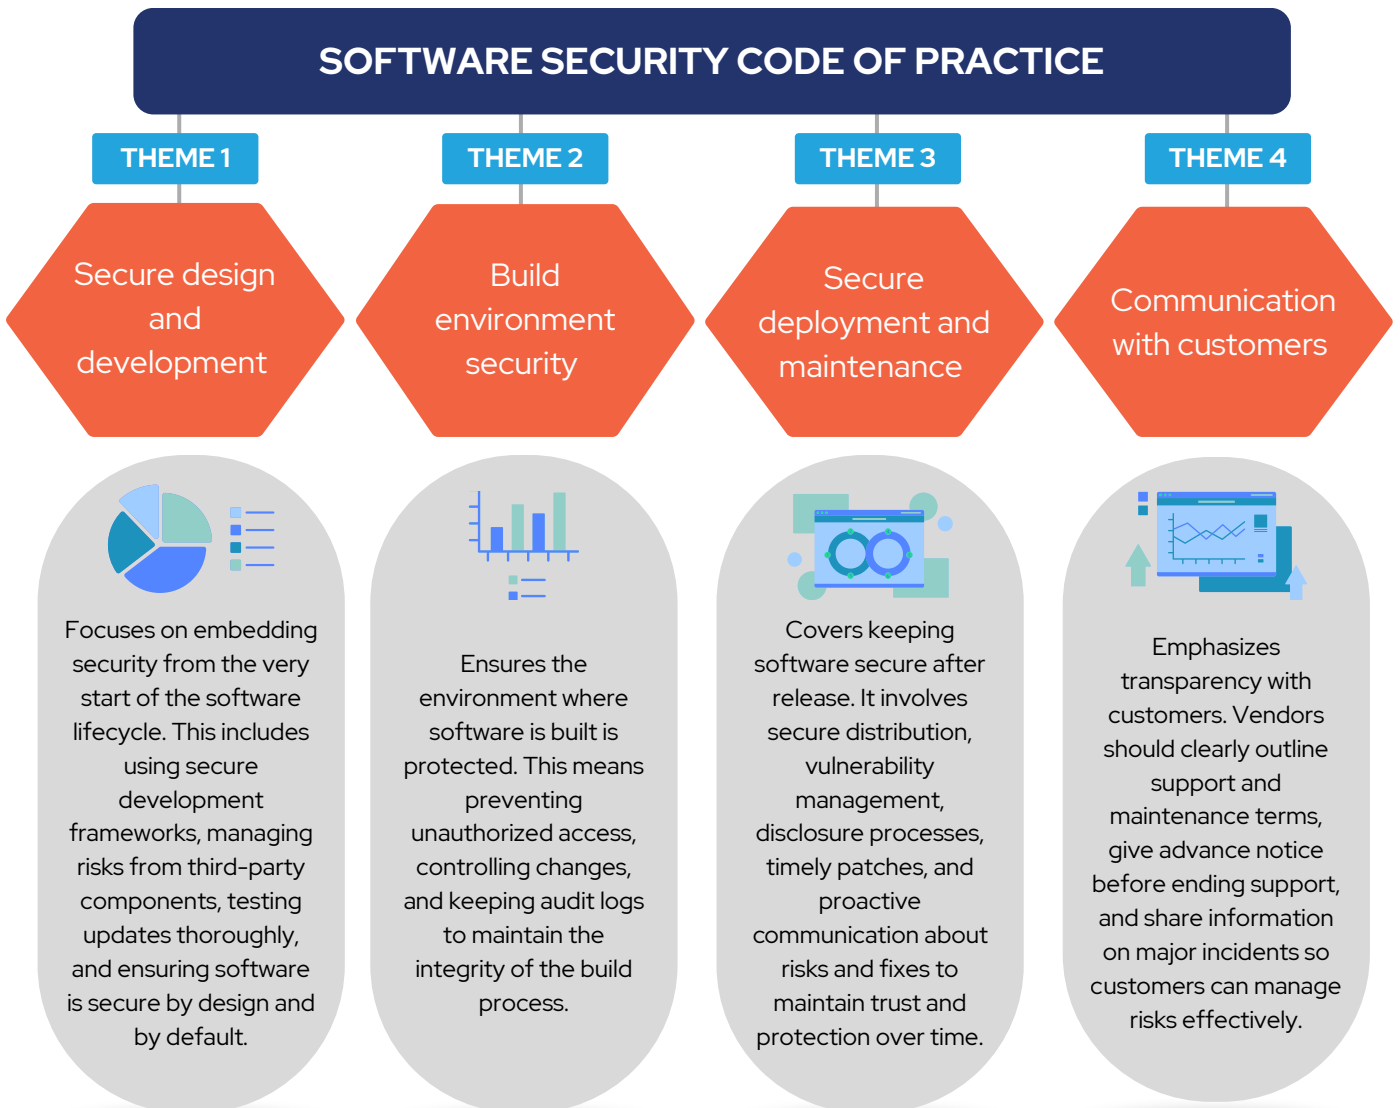 SOFTWARE SECURITY CODE OF PRACTICE
THEME 1
Secure design
and
development
Focuses on embedding
security from the very
start of the software
lifecycle. This includes
using secure
development
frameworks, managing
risks from third-party
components, testing
updates thoroughly,
and ensuring software
is secure by design and
by default.
THEME 2
Build
environment
security
Ensures the
environment where
software is built is
protected. This means
preventing
unauthorized access,
controlling changes,
and keeping audit logs
to maintain the
integrity of the build
process.
THEME 3
Secure
deployment and
maintenance
Covers keeping
software secure after
release. It involves
secure distribution,
vulnerability
management,
disclosure processes,
timely patches, and
proactive
communication about
risks and fixes to
maintain trust and
protection over time.
THEME 4
Communication
with customers
Emphasizes
transparency with
customers. Vendors
should clearly outline
support and
maintenance terms,
give advance notice
before ending support,
and share information
on major incidents so
customers can manage
risks effectively.